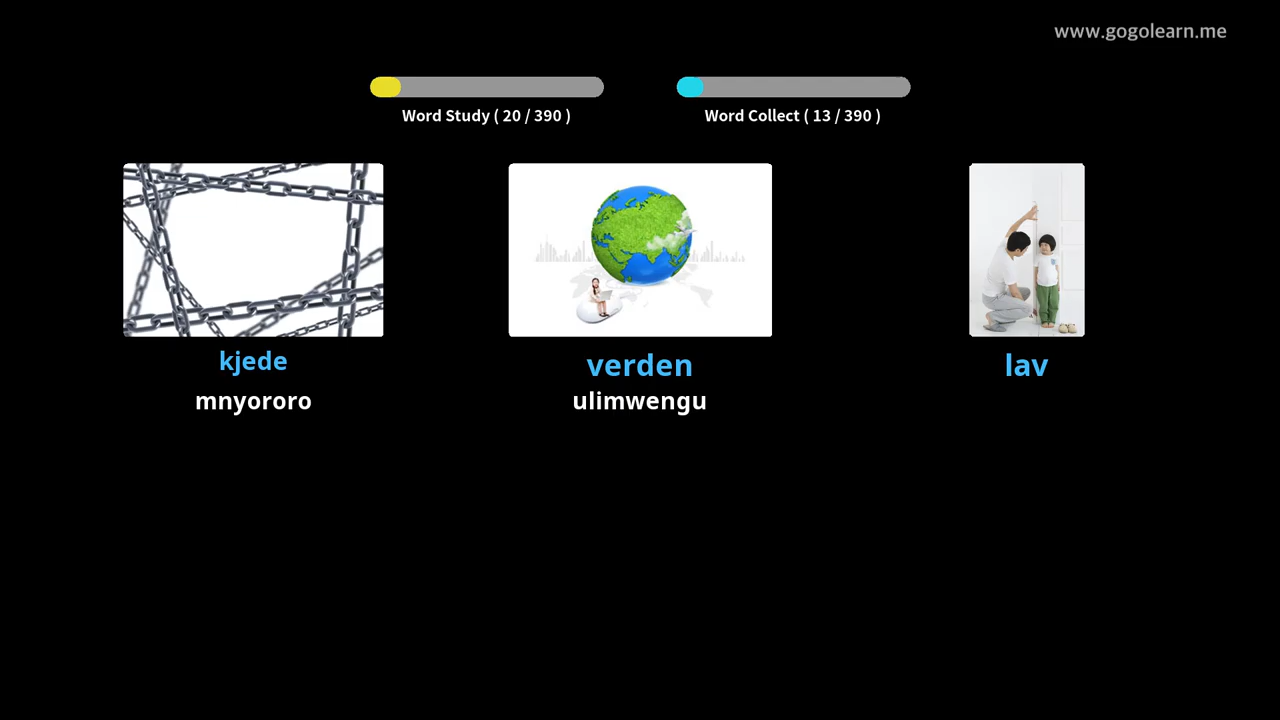 www.gogolearn.me
Word Study ( 20 / 390 )
Word Collect ( 13 / 390 )
kjede
mnyororo
verden
ulimwengu
lav